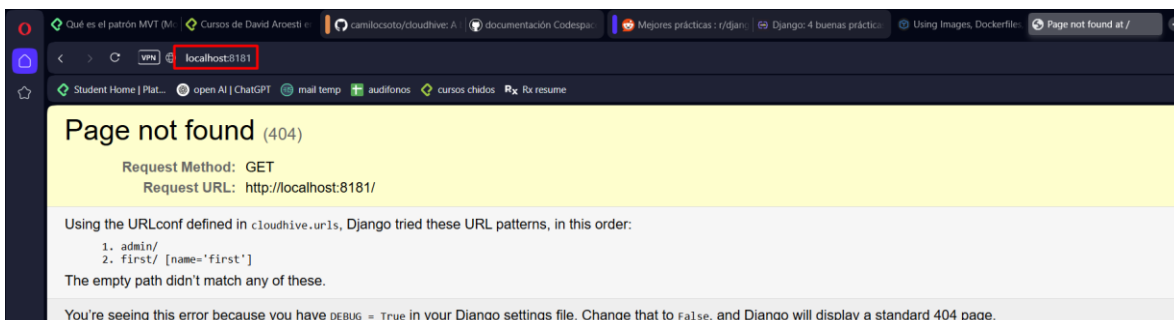 Qué es el patrón MVT (Mo
Cursos de David Aroesti e
camilocsoto/cloudhive: A
documentación Codespac
Mejores prácticas : r/djang
Django: 4 buenas práctica
Using Images, Dockerfiles
Page not found at /
VPN
localhost:8181
Student Home | Plat...
open AI | ChatGPT
mail temp
audifonos
cursos chidos
Rx Rx resume
Page not found (404)
Request Method: GET
Request URL: http://localhost:8181/
Using the URLconf defined in cloudhive.urls, Django tried these URL patterns, in this order:
1. admin/
2. first/ [name='first']
The empty path didn't match any of these.
You're seeing this error because you have DEBUG = True in your Django settings file. Change that to False, and Django will display a standard 404 page.